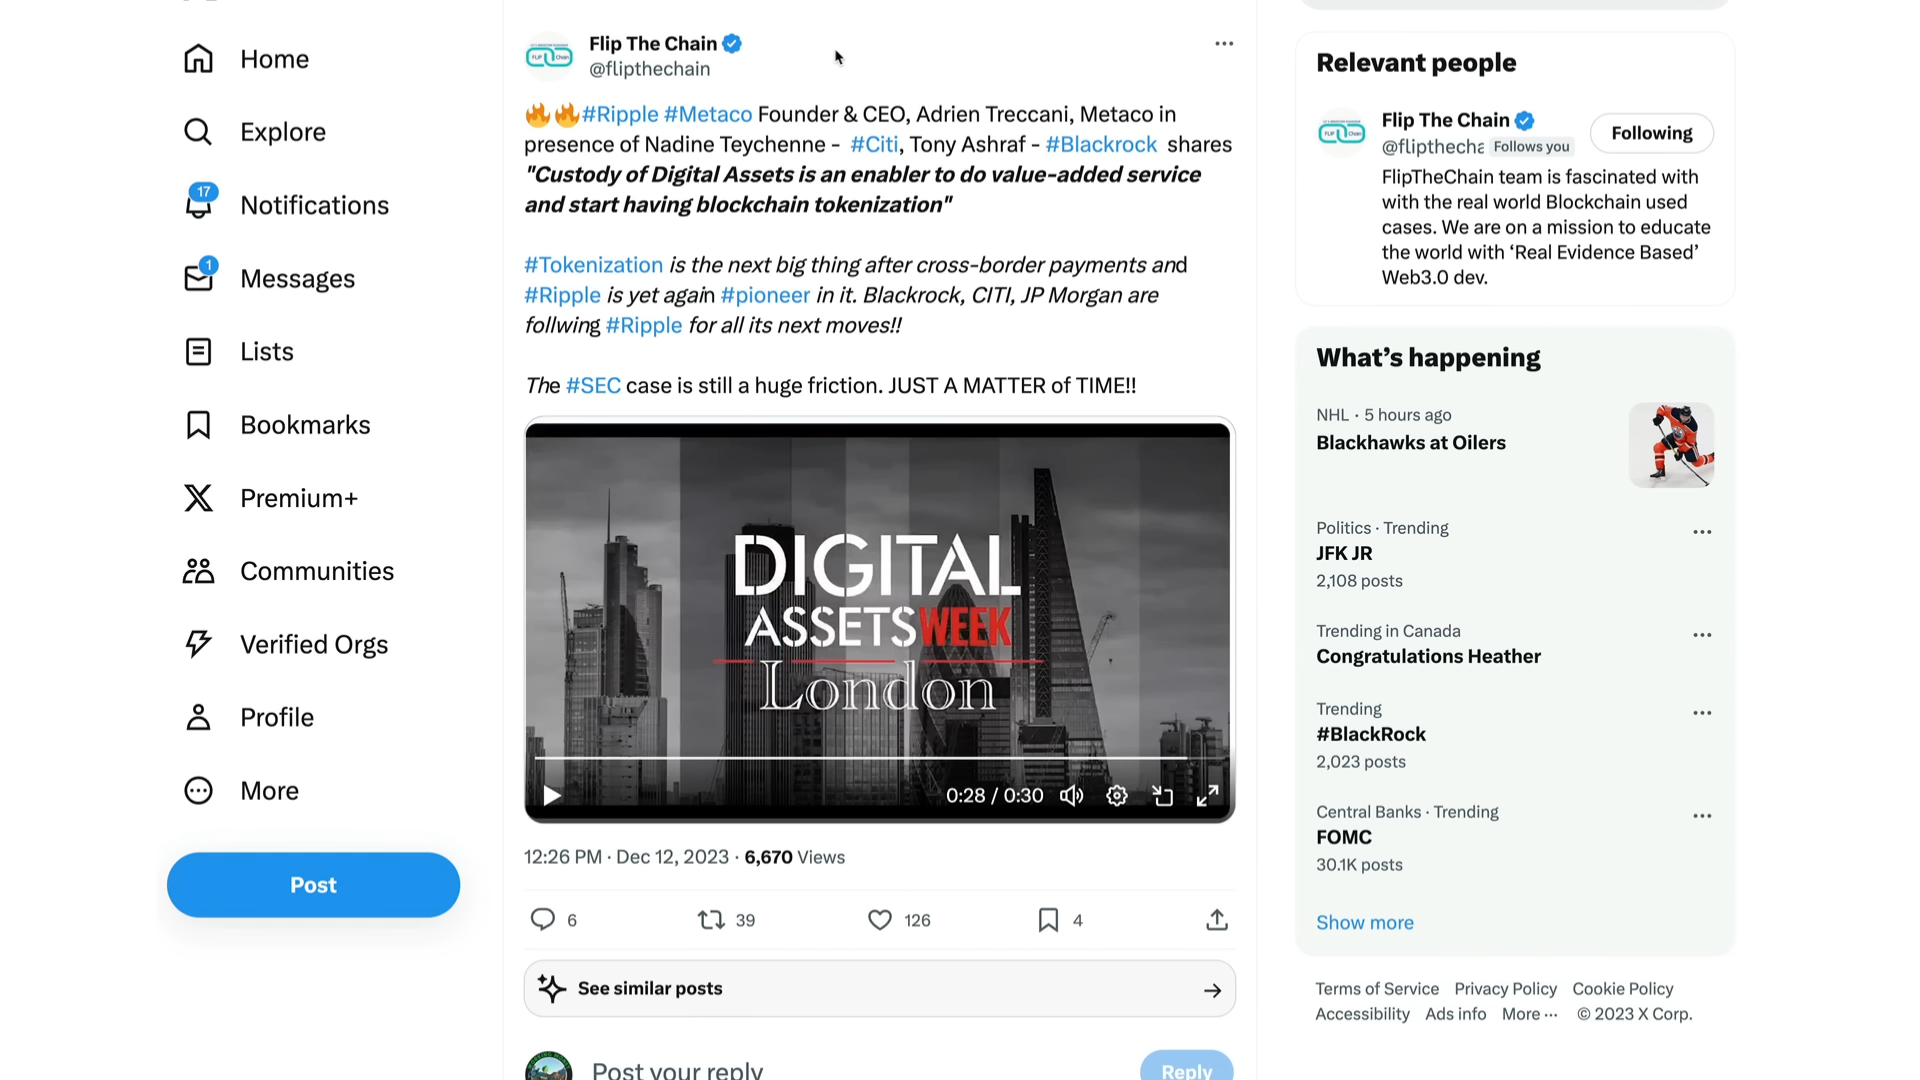 Home
Explore
17
Notifications
1
Messages
Lists
Bookmarks
Premium+
Communities
Verified Orgs
Profile
More
Post
Flip The Chain
@flipthechain
🔥🔥#Ripple #Metaco Founder & CEO, Adrien Treccani, Metaco in
presence of Nadine Teychenne - #Citi, Tony Ashraf - #Blackrock shares
"Custody of Digital Assets is an enabler to do value-added service
and start having blockchain tokenization"
#Tokenization is the next big thing after cross-border payments and
#Ripple is yet again #pioneer in it. Blackrock, CITI, JP Morgan are
follwing #Ripple for all its next moves!!
The #SEC case is still a huge friction. JUST A MATTER of TIME!!
DIGITAL
ASSETSWEEK
London
0:28 / 0:30
12:26 PM · Dec 12, 2023 · 6,670 Views
6 39 126 4
See similar posts
Post your reply
Reply
Relevant people
Flip The Chain
Following
@flipthecha Follows you
FlipTheChain team is fascinated with
with the real world Blockchain used
cases. We are on a mission to educate
the world with ‘Real Evidence Based’
Web3.0 dev.
What’s happening
NHL · 5 hours ago
Blackhawks at Oilers
Politics · Trending
JFK JR
2,108 posts
Trending in Canada
Congratulations Heather
Trending
#BlackRock
2,023 posts
Central Banks · Trending
FOMC
30.1K posts
Show more
Terms of Service Privacy Policy Cookie Policy
Accessibility Ads info More ··· © 2023 X Corp.